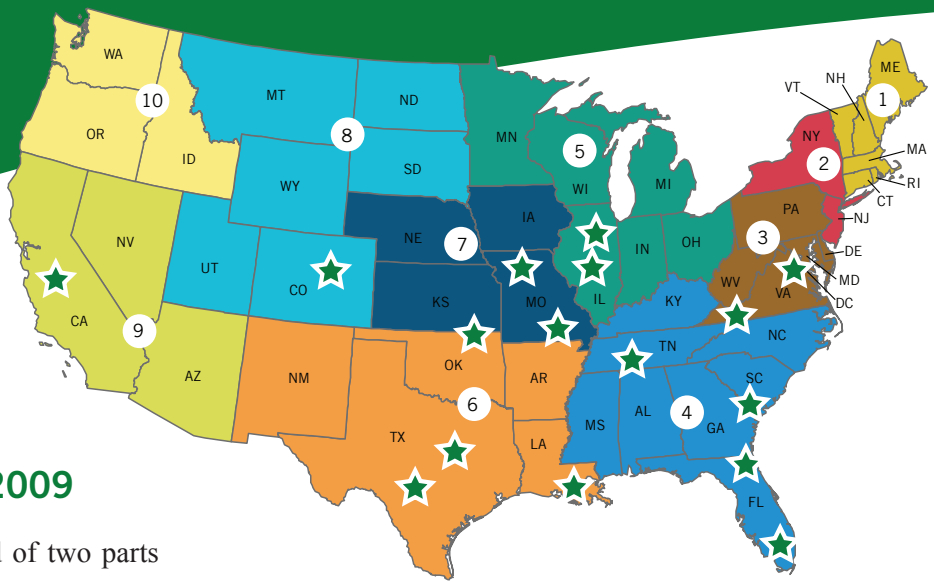 WA
OR
ID
10
MT
ND
8
WY
SD
UT
CO
CA
NV
9
AZ
NE
7
IA
KS
MO
MN
5
WI
MI
IL
IN
OH
NM
OK
AR
6
TX
LA
KY
TN
NC
SC
MS
AL
4
GA
FL
PA
3
WV
VA
DE
MD
DC
NY
2
NJ
VT
NH
ME
1
MA
RI
CT
2009
of two parts